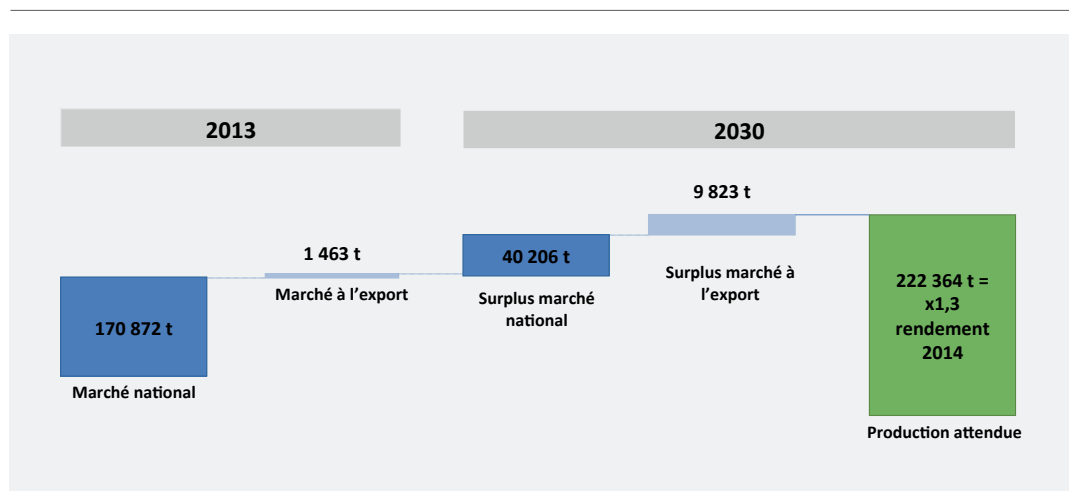 2013
2030
170 872 t
Marché national
1 463 t
Marché à l’export
40 206 t
Surplus marché
national
9 823 t
Surplus marché à
l’export
222 364 t =
x1,3
rendement
2014
Production attendue